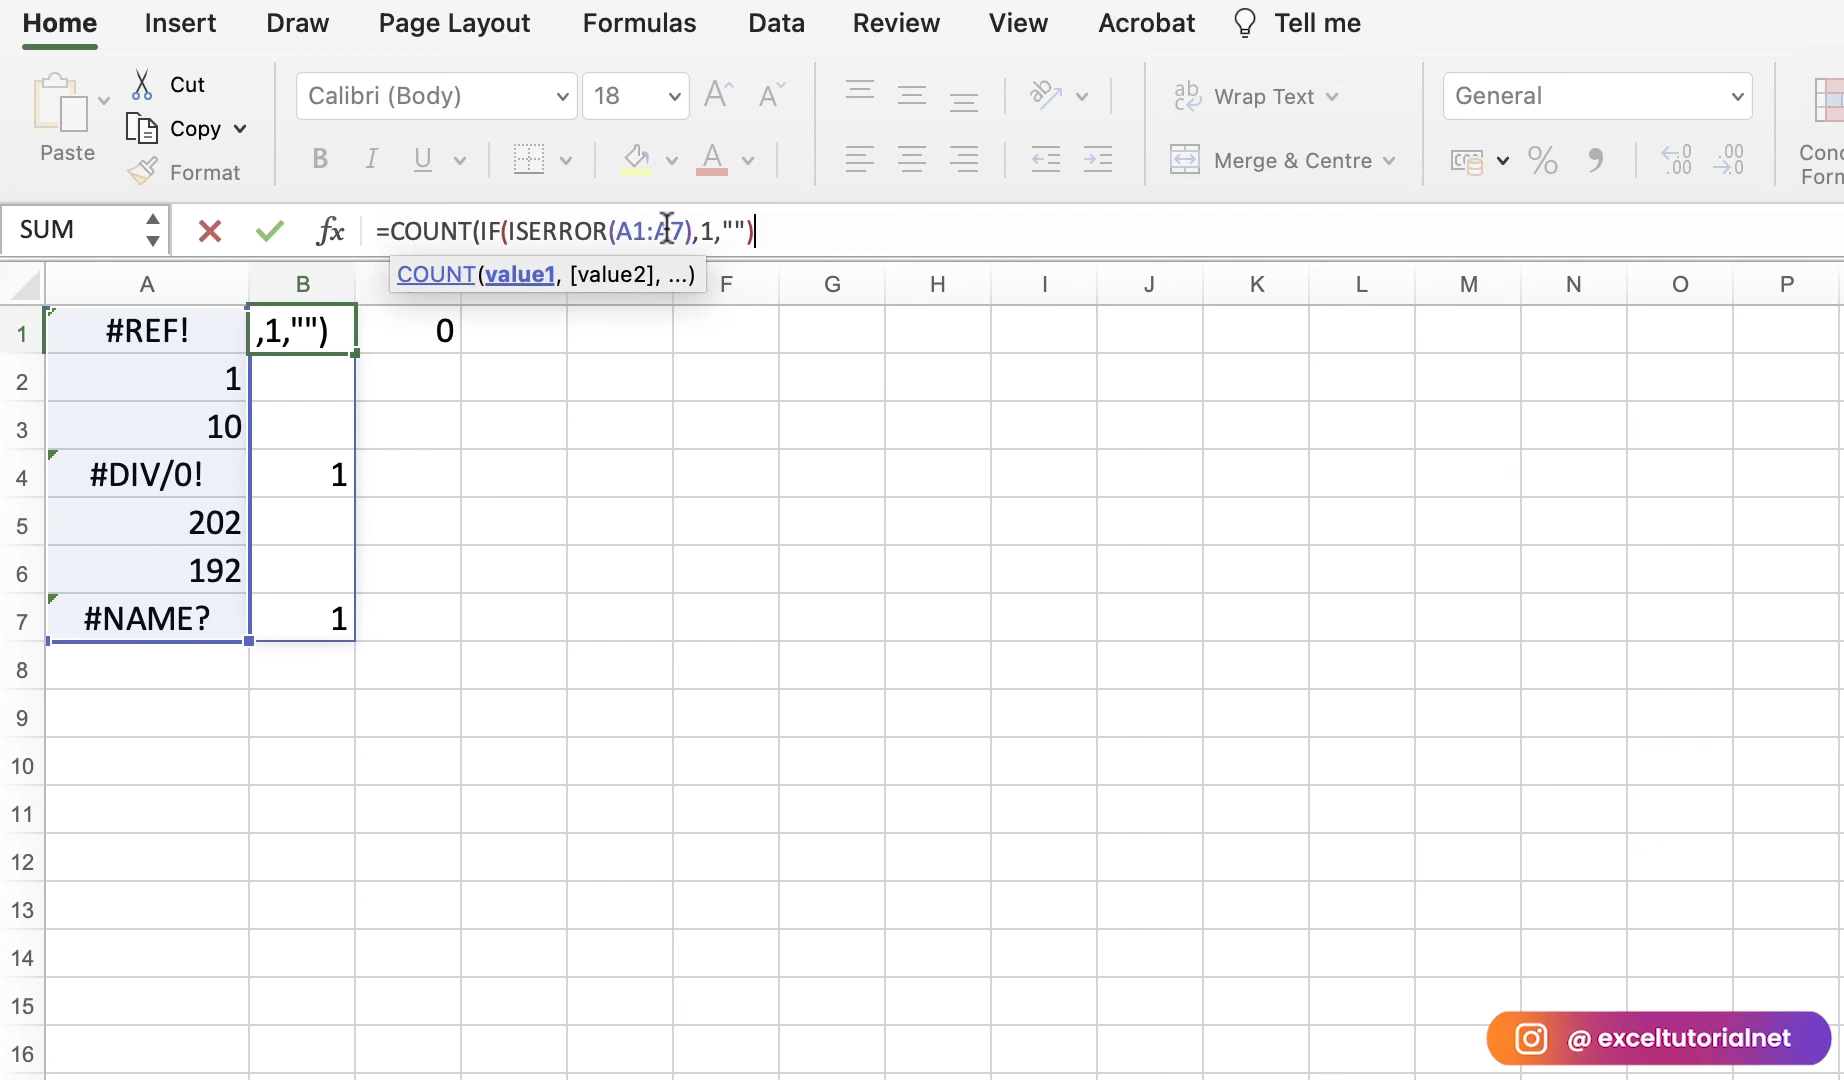 Home Insert Draw Page Layout Formulas Data Review View Acrobat Tell me
Paste
Cut
Copy
Format
Calibri (Body) 18
B I U
ab
Wrap Text
Merge & Centre
General
%
SUM fx =COUNT(IF(ISERROR(A1:A7),1,"")
COUNT(value1, [value2], ...)
A B F G H I J K L M N O P
1 #REF! ,1,"") 0
2 1
3 10
4 #DIV/0! 1
5 202
6 192
7 #NAME? 1
8
9
10
11
12
13
14
15
16
@ exceltutorialnet